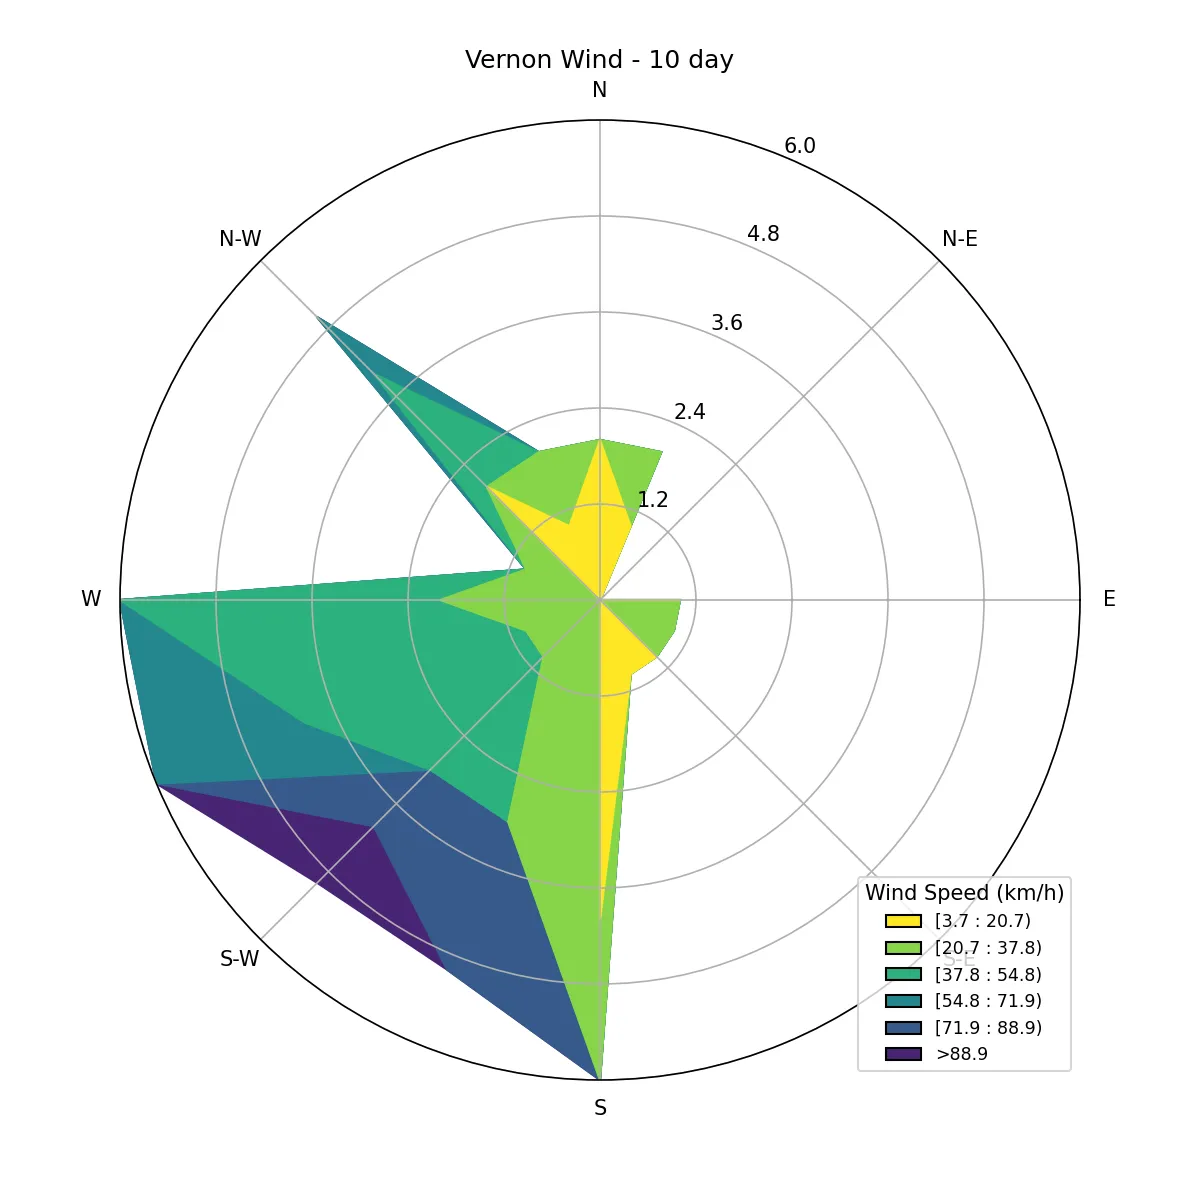 Vernon Wind - 10 day
N
6.0
N-W
4.8
N-E
3.6
2.4
1.2
W
E
S-W
S-E
S
Wind Speed (km/h)
[3.7 : 20.7)
[20.7 : 37.8)
[37.8 : 54.8)
[54.8 : 71.9)
[71.9 : 88.9)
>88.9